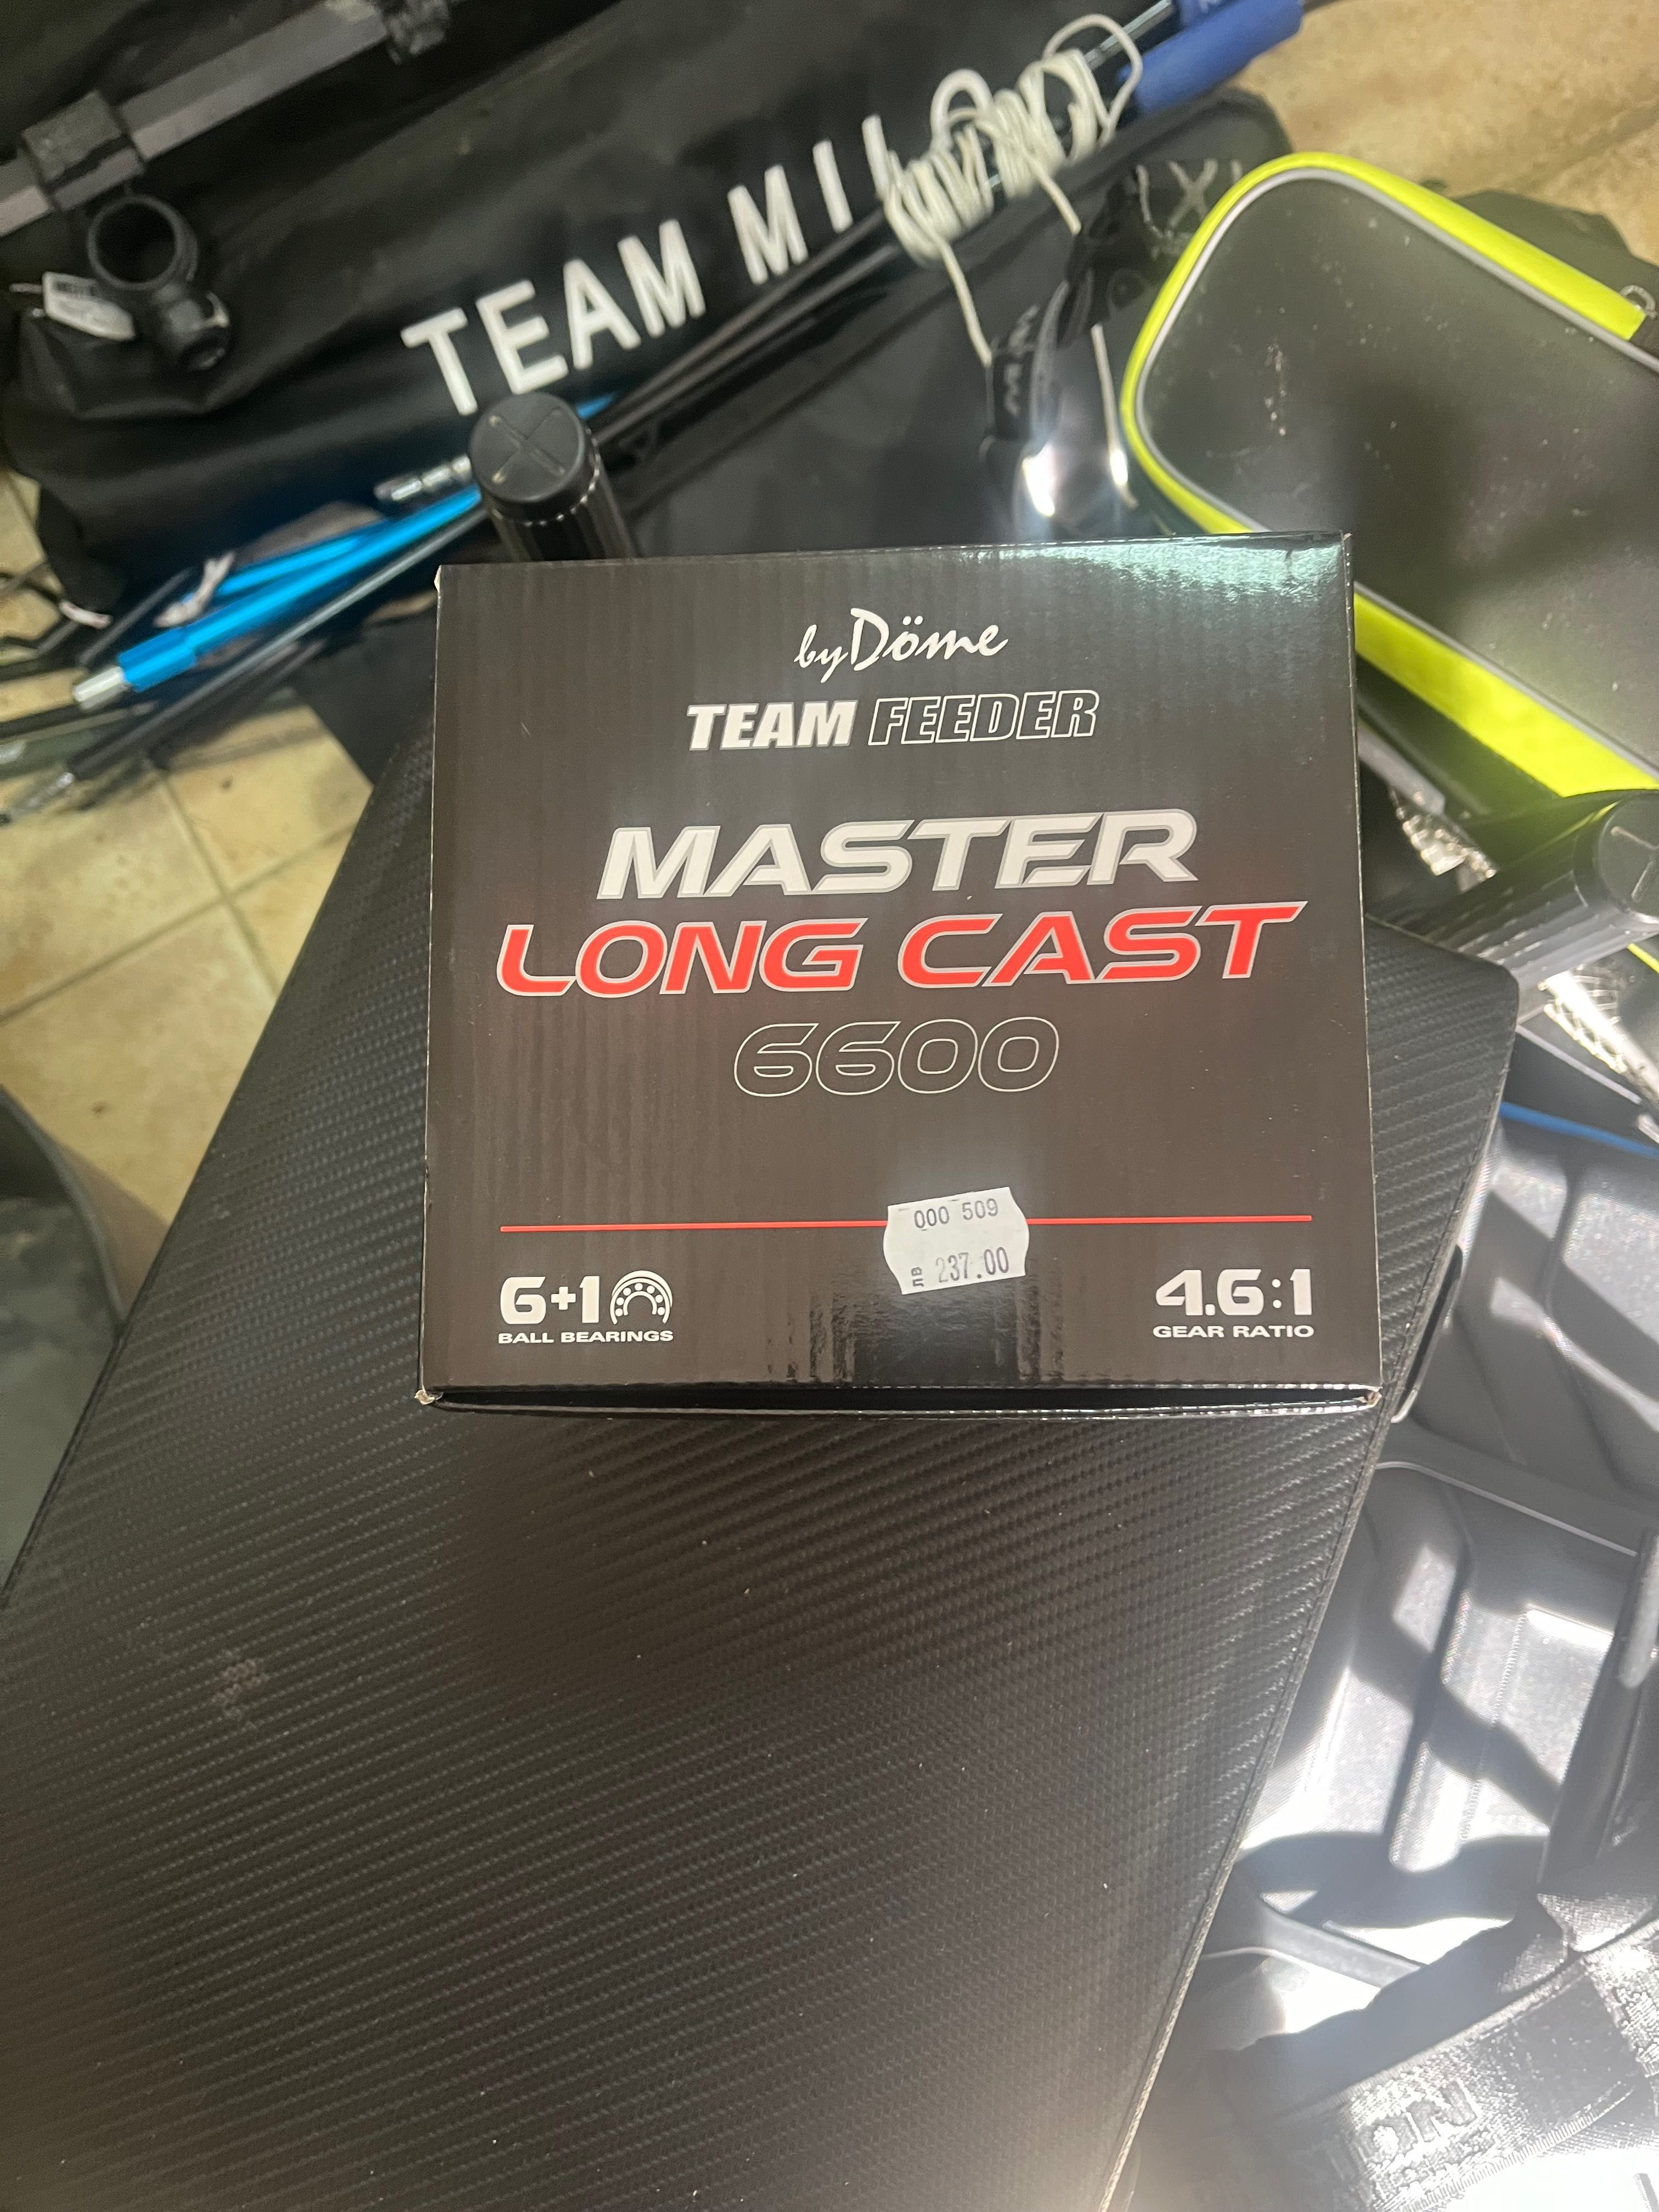 TEAM MIL
by Döme
TEAM FEEDER
MASTER
LONG CAST
6600
000 509
ЛВ 237.00
6+1
BALL BEARINGS
4.6:1
GEAR RATIO